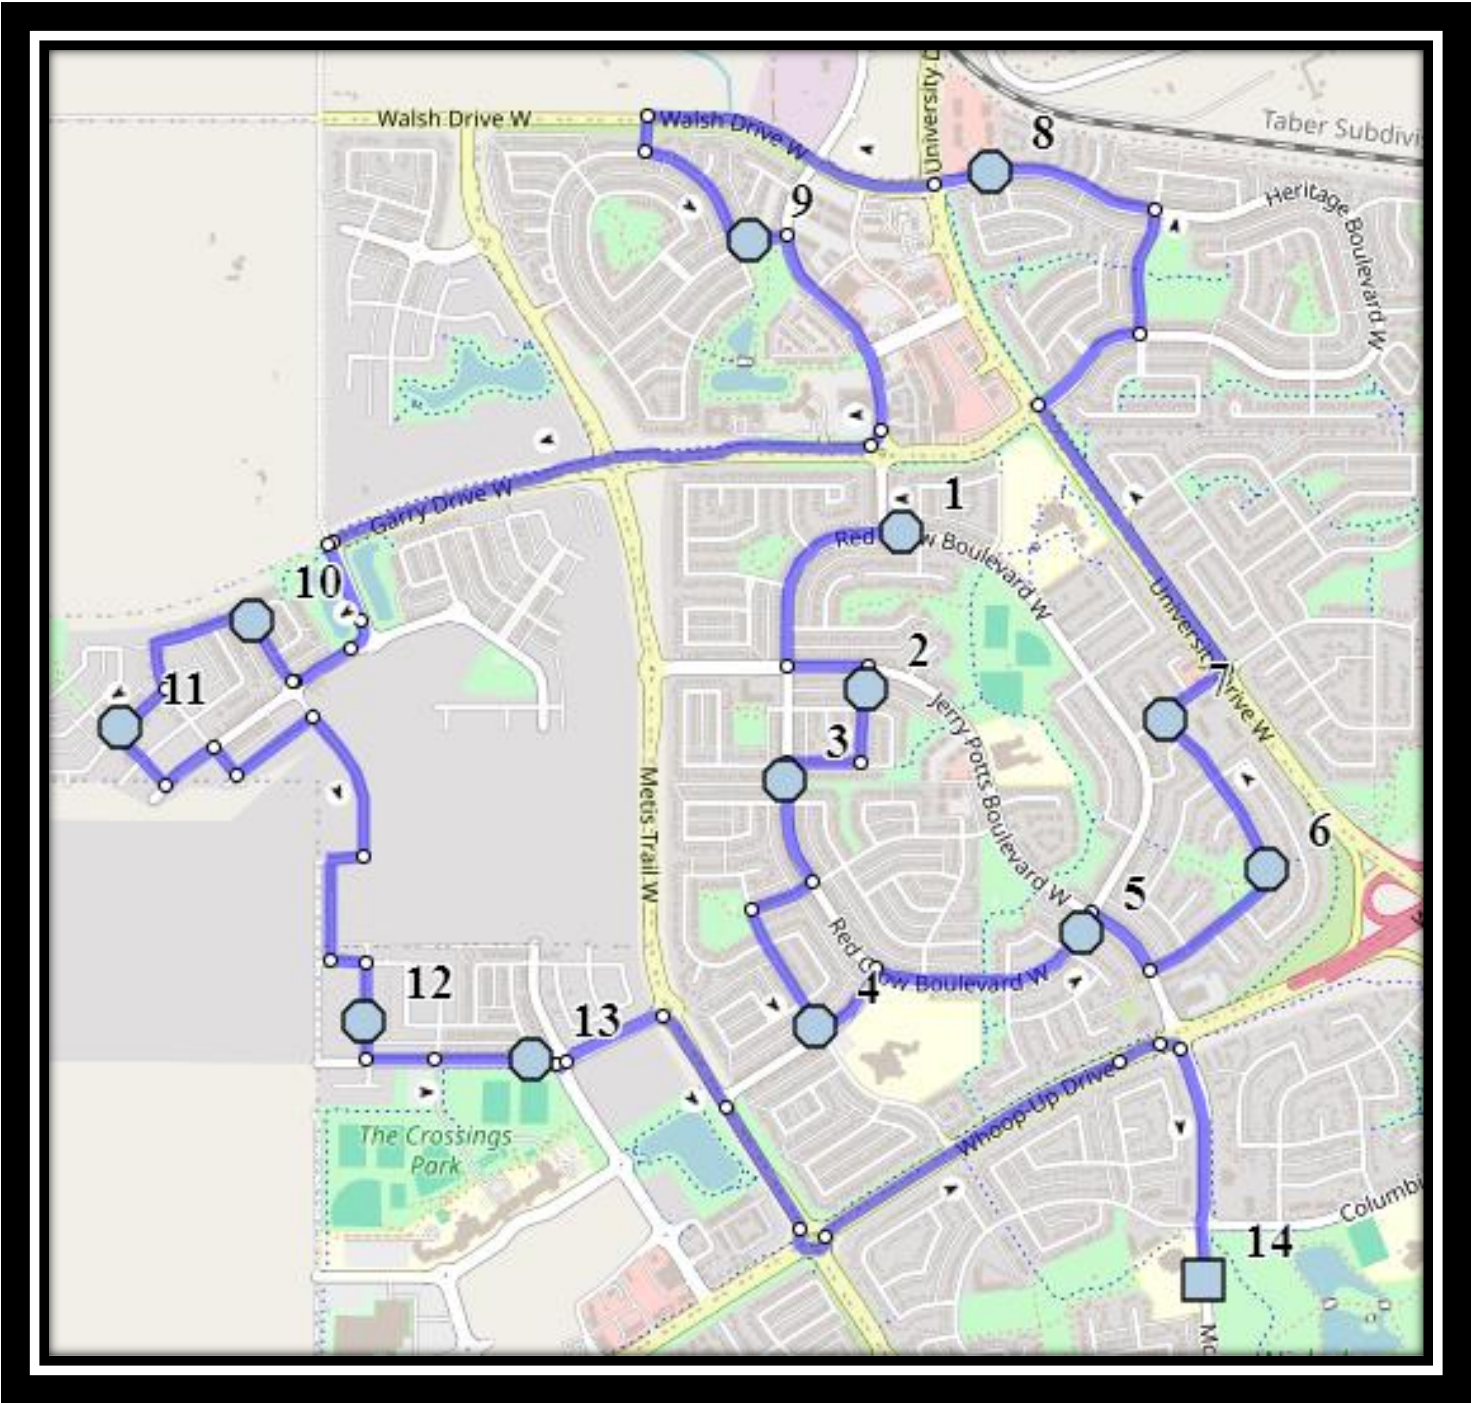 University D
8
Taber Subdivi
Walsh Drive W
Walsh Drive W
Heritage Boulevard W
9
Garry Drive W
1
Red
w Boulevard W
10
University Drive W
2
7
11
Jerry Potts Boulevard W
3
Metis Trail W
6
5
Red Crow Boulevard W
4
12
13
Whoop-Up Drive
The Crossings
Park
Columbi
14
Mc